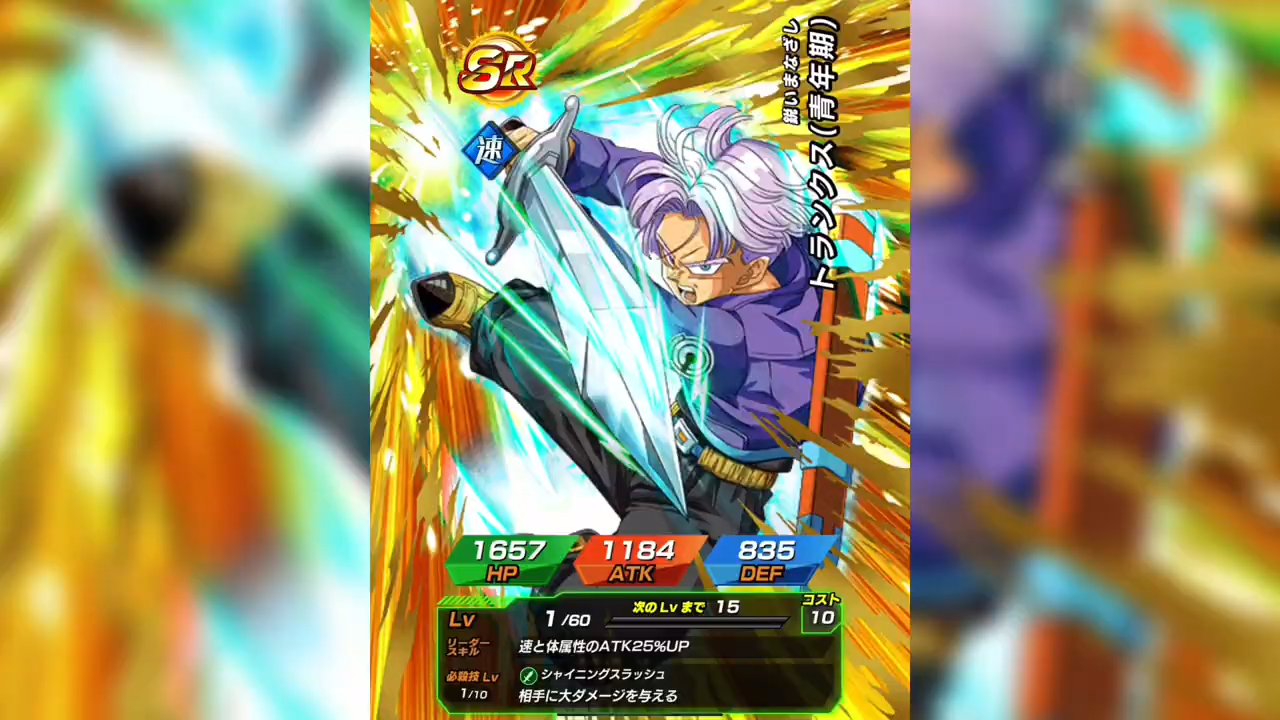 SR
速
鋭いまなざし
トランクス(青年期)
1657 1184 835
HP ATK DEF
Lv 1/60 次のLvまで 15 コスト
10
リーダー
スキル
速と体属性のATK25%UP
必殺技 Lv
1/10
シャイニングスラッシュ
相手に大ダメージを与える